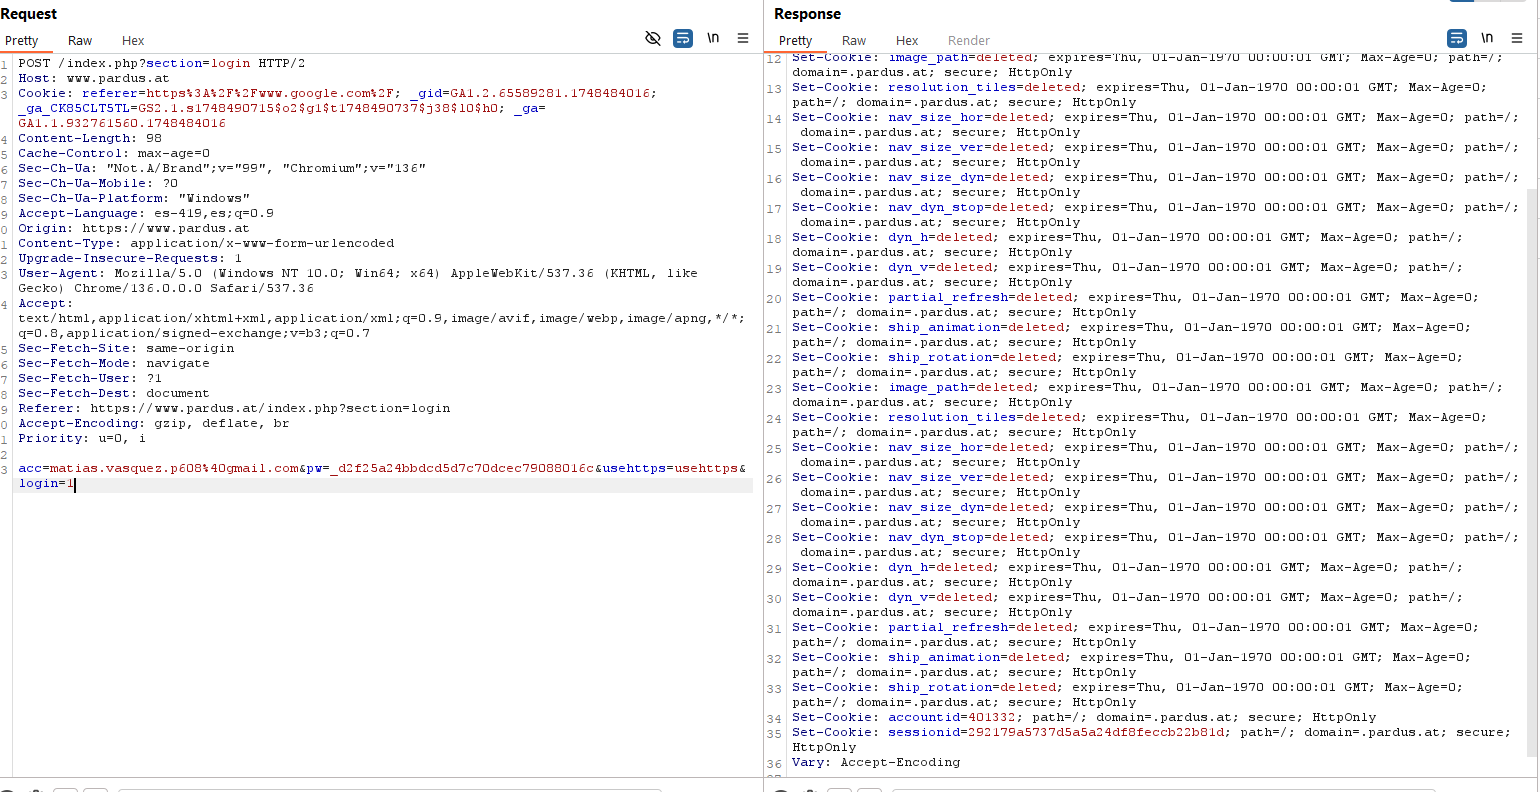 Request
Pretty Raw Hex
\n
1 POST /index.php?section=login HTTP/2
2 Host: www.pardus.at
3 Cookie: referer=https%3A%2F%2Fwww.google.com%2F; _gid=GA1.2.65589281.1748484016;
_ga_CK85CLT5TL=GS2.1.s1748490715$o2$g1$t1748490737$j38$l0$h0; _ga=
GA1.1.932761560.1748484016
4 Content-Length: 98
5 Cache-Control: max-age=0
6 Sec-Ch-Ua: "Not.A/Brand";v="99", "Chromium";v="136"
7 Sec-Ch-Ua-Mobile: ?0
8 Sec-Ch-Ua-Platform: "Windows"
9 Accept-Language: es-419,es;q=0.9
0 Origin: https://www.pardus.at
1 Content-Type: application/x-www-form-urlencoded
2 Upgrade-Insecure-Requests: 1
3 User-Agent: Mozilla/5.0 (Windows NT 10.0; Win64; x64) AppleWebKit/537.36 (KHTML, like
Gecko) Chrome/136.0.0.0 Safari/537.36
4 Accept:
text/html,application/xhtml+xml,application/xml;q=0.9,image/avif,image/webp,image/apng,*/*;
q=0.8,application/signed-exchange;v=b3;q=0.7
5 Sec-Fetch-Site: same-origin
6 Sec-Fetch-Mode: navigate
7 Sec-Fetch-User: ?1
8 Sec-Fetch-Dest: document
9 Referer: https://www.pardus.at/index.php?section=login
0 Accept-Encoding: gzip, deflate, br
1 Priority: u=0, i
2
3 acc=matias.vasquez.p608%40gmail.com&pw=_d2f25a24bbdcd5d7c70dcec79088016c&usehttps=usehttps&
login=1
Response
Pretty Raw Hex Render
\n
12 Set-Cookie: image_path=deleted; expires=Thu, 01-Jan-1970 00:00:01 GMT; Max-Age=0; path=/;
domain=.pardus.at; secure; HttpOnly
13 Set-Cookie: resolution_tiles=deleted; expires=Thu, 01-Jan-1970 00:00:01 GMT; Max-Age=0;
path=/; domain=.pardus.at; secure; HttpOnly
14 Set-Cookie: nav_size_hor=deleted; expires=Thu, 01-Jan-1970 00:00:01 GMT; Max-Age=0; path=/;
domain=.pardus.at; secure; HttpOnly
15 Set-Cookie: nav_size_ver=deleted; expires=Thu, 01-Jan-1970 00:00:01 GMT; Max-Age=0; path=/;
domain=.pardus.at; secure; HttpOnly
16 Set-Cookie: nav_size_dyn=deleted; expires=Thu, 01-Jan-1970 00:00:01 GMT; Max-Age=0; path=/;
domain=.pardus.at; secure; HttpOnly
17 Set-Cookie: nav_dyn_stop=deleted; expires=Thu, 01-Jan-1970 00:00:01 GMT; Max-Age=0; path=/;
domain=.pardus.at; secure; HttpOnly
18 Set-Cookie: dyn_h=deleted; expires=Thu, 01-Jan-1970 00:00:01 GMT; Max-Age=0; path=/;
domain=.pardus.at; secure; HttpOnly
19 Set-Cookie: dyn_v=deleted; expires=Thu, 01-Jan-1970 00:00:01 GMT; Max-Age=0; path=/;
domain=.pardus.at; secure; HttpOnly
20 Set-Cookie: partial_refresh=deleted; expires=Thu, 01-Jan-1970 00:00:01 GMT; Max-Age=0;
path=/; domain=.pardus.at; secure; HttpOnly
21 Set-Cookie: ship_animation=deleted; expires=Thu, 01-Jan-1970 00:00:01 GMT; Max-Age=0;
path=/; domain=.pardus.at; secure; HttpOnly
22 Set-Cookie: ship_rotation=deleted; expires=Thu, 01-Jan-1970 00:00:01 GMT; Max-Age=0;
path=/; domain=.pardus.at; secure; HttpOnly
23 Set-Cookie: image_path=deleted; expires=Thu, 01-Jan-1970 00:00:01 GMT; Max-Age=0; path=/;
domain=.pardus.at; secure; HttpOnly
24 Set-Cookie: resolution_tiles=deleted; expires=Thu, 01-Jan-1970 00:00:01 GMT; Max-Age=0;
path=/; domain=.pardus.at; secure; HttpOnly
25 Set-Cookie: nav_size_hor=deleted; expires=Thu, 01-Jan-1970 00:00:01 GMT; Max-Age=0; path=/;
domain=.pardus.at; secure; HttpOnly
26 Set-Cookie: nav_size_ver=deleted; expires=Thu, 01-Jan-1970 00:00:01 GMT; Max-Age=0; path=/;
domain=.pardus.at; secure; HttpOnly
27 Set-Cookie: nav_size_dyn=deleted; expires=Thu, 01-Jan-1970 00:00:01 GMT; Max-Age=0; path=/;
domain=.pardus.at; secure; HttpOnly
28 Set-Cookie: nav_dyn_stop=deleted; expires=Thu, 01-Jan-1970 00:00:01 GMT; Max-Age=0; path=/;
domain=.pardus.at; secure; HttpOnly
29 Set-Cookie: dyn_h=deleted; expires=Thu, 01-Jan-1970 00:00:01 GMT; Max-Age=0; path=/;
domain=.pardus.at; secure; HttpOnly
30 Set-Cookie: dyn_v=deleted; expires=Thu, 01-Jan-1970 00:00:01 GMT; Max-Age=0; path=/;
domain=.pardus.at; secure; HttpOnly
31 Set-Cookie: partial_refresh=deleted; expires=Thu, 01-Jan-1970 00:00:01 GMT; Max-Age=0;
path=/; domain=.pardus.at; secure; HttpOnly
32 Set-Cookie: ship_animation=deleted; expires=Thu, 01-Jan-1970 00:00:01 GMT; Max-Age=0;
path=/; domain=.pardus.at; secure; HttpOnly
33 Set-Cookie: ship_rotation=deleted; expires=Thu, 01-Jan-1970 00:00:01 GMT; Max-Age=0;
path=/; domain=.pardus.at; secure; HttpOnly
34 Set-Cookie: accountid=401332; path=/; domain=.pardus.at; secure; HttpOnly
35 Set-Cookie: sessionid=292179a5737d5a5a24df8feccb22b81d; path=/; domain=.pardus.at; secure;
HttpOnly
36 Vary: Accept-Encoding